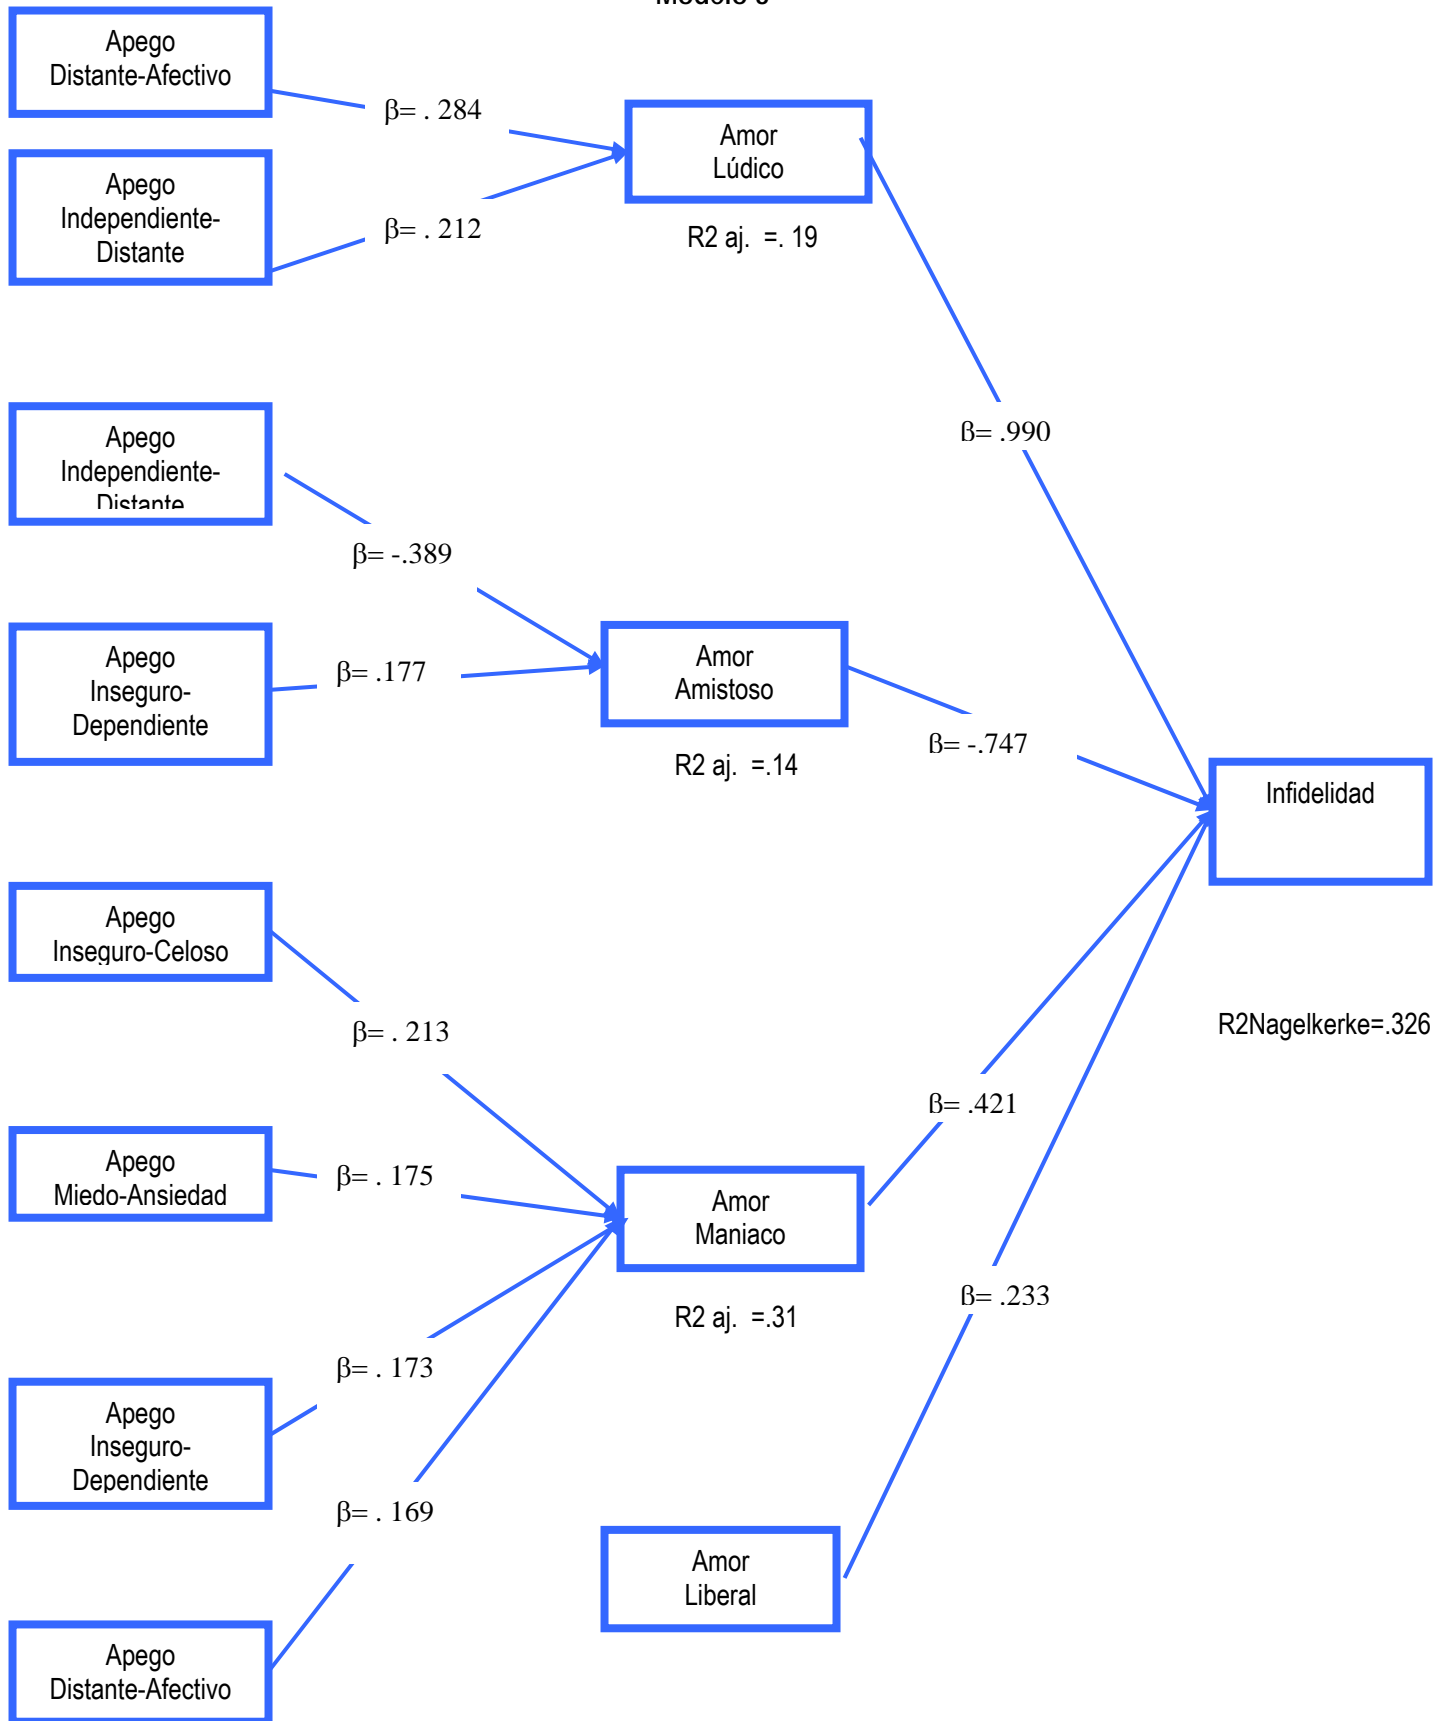 Apego
Distante-Afectivo
β= . 284
Amor
Lúdico
Apego
Independiente-
Distante
β= . 212
R2 aj. =. 19
Apego
Independiente-
Distante
β= -.389
ß= .990
Apego
Inseguro-
Dependiente
β= .177
Amor
Amistoso
R2 aj. =.14
ß= -.747
Infidelidad
Apego
Inseguro-Celoso
β= . 213
R2Nagelkerke=.326
Apego
Miedo-Ansiedad
β= . 175
ß= .421
Amor
Maniaco
R2 aj. =.31
ß= .233
β= . 173
Apego
Inseguro-
Dependiente
β= . 169
Amor
Liberal
Apego
Distante-Afectivo